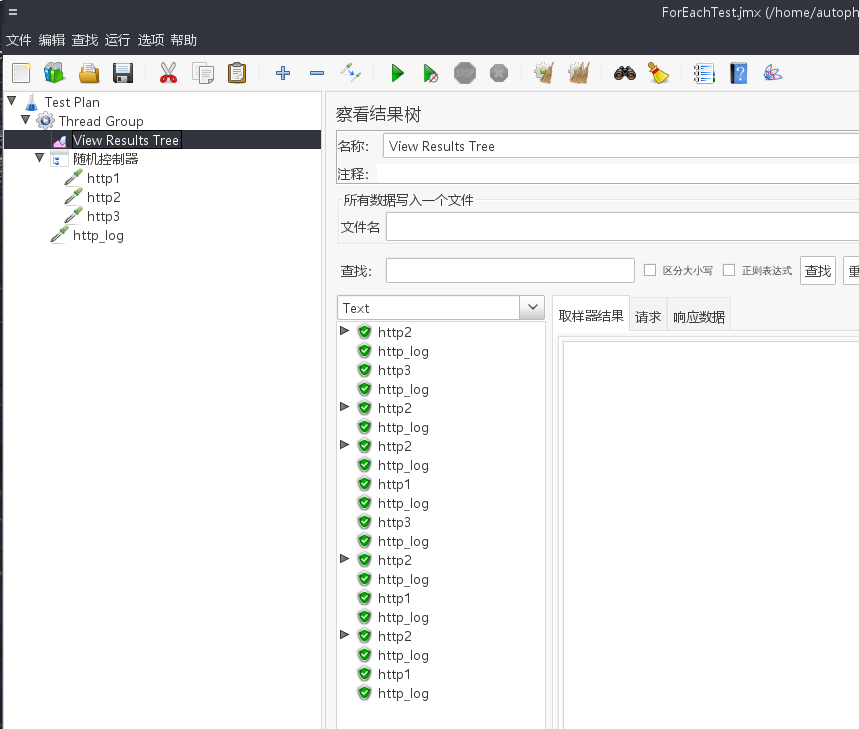 ForEachTest.jmx (/home/autoph
文件 编辑 查找 运行 选项 帮助
STOP
Test Plan
Thread Group
View Results Tree
随机控制器
http1
http2
http3
http_log
察看结果树
名称: View Results Tree
注释:
所有数据写入一个文件
文件名
查找: 区分大小写 正则表达式 查找
Text
取样器结果 请求 响应数据
http2
http_log
http3
http_log
http2
http_log
http2
http_log
http1
http_log
http3
http_log
http2
http_log
http1
http_log
http2
http_log
http1
http_log